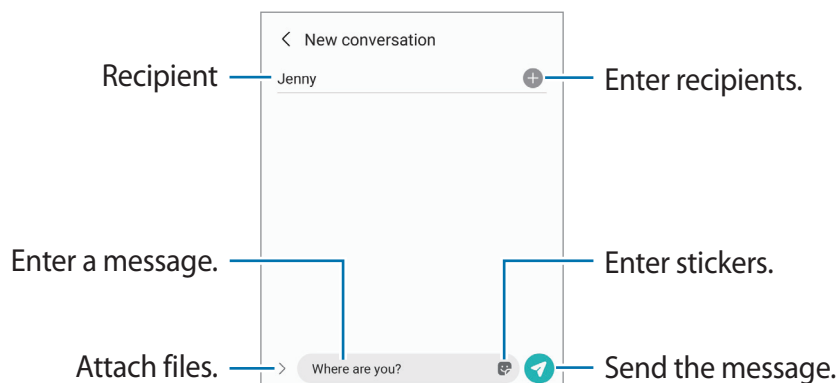 New conversation
Recipient
Jenny
Enter recipients.
Enter a message.
Enter stickers.
Attach files.
Where are you?
Send the message.